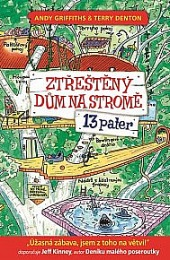 ANDY GRIFFITHS & TERRY DENTON
ZTŘEŠTĚNÝ
DŮM NA STROMĚ
13 pater
„Úžasná zábava, jsem z toho na větvi!"
doporučuje Jeff Kinney, autor Deníku malého poseroutky